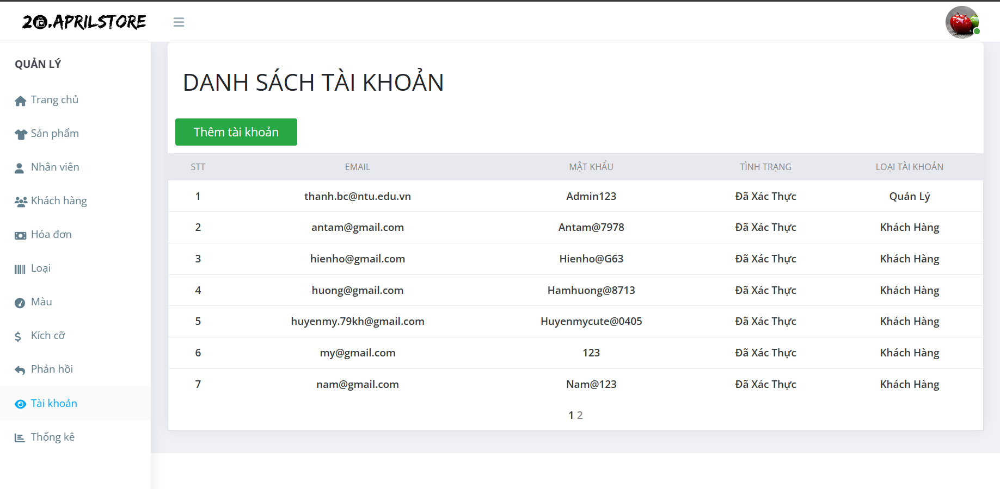 20.APRILSTORE
QUẢN LÝ
Trang chủ
Sản phẩm
Nhân viên
Khách hàng
Hóa đơn
Loại
Màu
Kích cỡ
Phản hồi
Tài khoản
Thống kê
DANH SÁCH TÀI KHOẢN
Thêm tài khoản
STT EMAIL MẬT KHẨU TÌNH TRẠNG LOẠI TÀI KHOẢN
1 thanh.bc@ntu.edu.vn Admin123 Đã Xác Thực Quản Lý
2 antam@gmail.com Antam@7978 Đã Xác Thực Khách Hàng
3 hienho@gmail.com Hienho@G63 Đã Xác Thực Khách Hàng
4 huong@gmail.com Hamhuong@8713 Đã Xác Thực Khách Hàng
5 huyenmy.79kh@gmail.com Huyenmycute@0405 Đã Xác Thực Khách Hàng
6 my@gmail.com 123 Đã Xác Thực Khách Hàng
7 nam@gmail.com Nam@123 Đã Xác Thực Khách Hàng
1 2